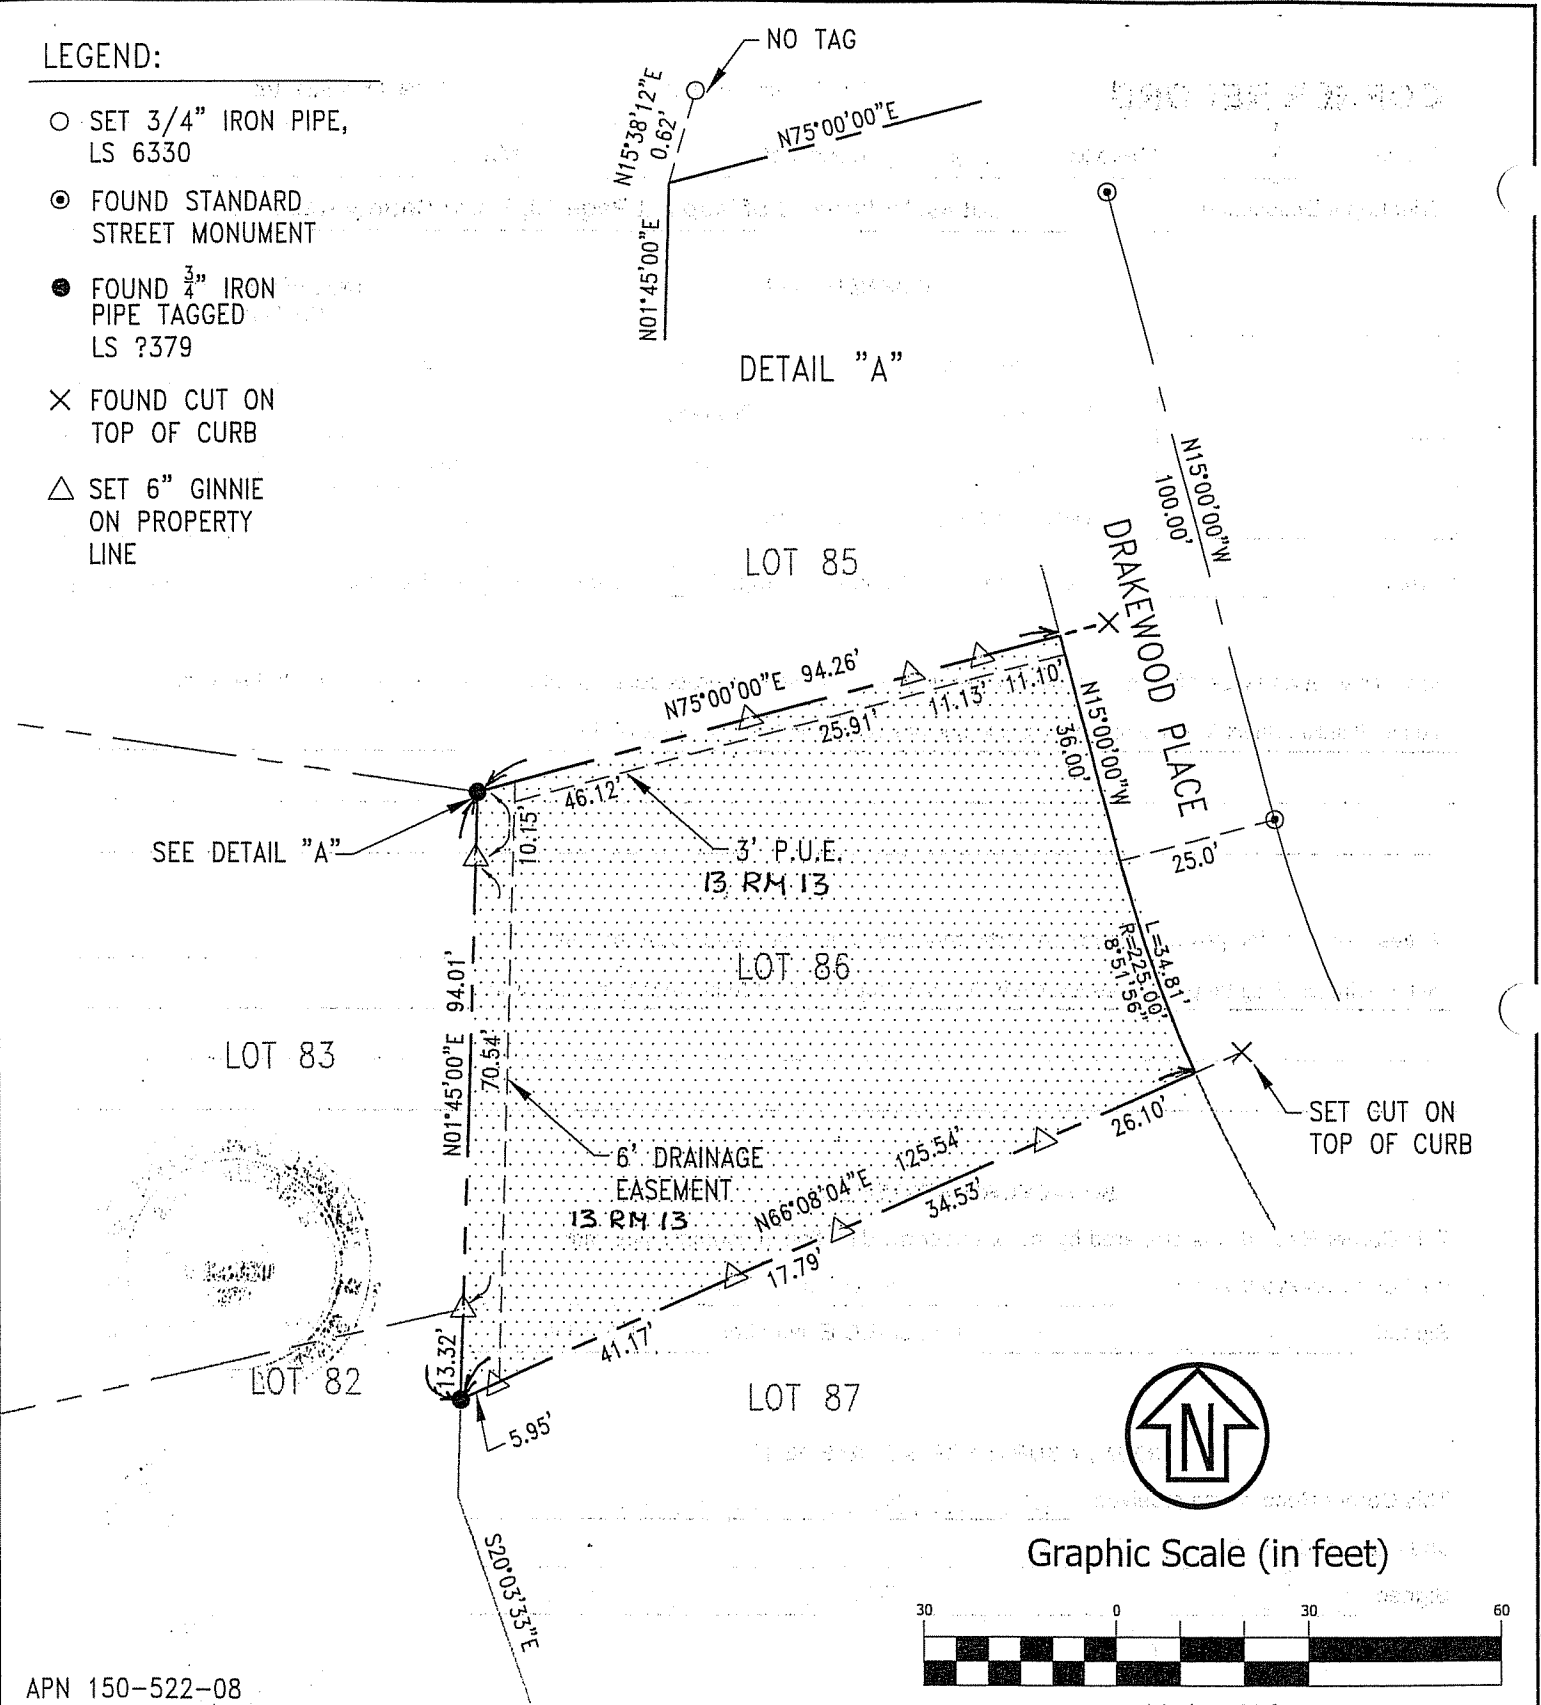 LEGEND:
SET 3/4" IRON PIPE,
LS 6330
FOUND STANDARD
STREET MONUMENT
FOUND 3/4" IRON
PIPE TAGGED
LS ?379
FOUND CUT ON
TOP OF CURB
SET 6" GINNIE
ON PROPERTY
LINE
NO TAG
N15°38'12"E
0.62'
N75°00'00"E
N01°45'00"E
DETAIL "A"
N15°00'00"W
100.00'
DRAKEWOOD PLACE
LOT 85
N75°00'00"E 94.26'
25.91'
11.13'
11.10'
N15°00'00"W
36.00'
46.12'
10.15'
SEE DETAIL "A"
3' P.U.E.
13 RM 13
25.0'
L=34.81'
R=225.00'
8°51'56"
LOT 86
N01°45'00"E 94.01'
70.54'
LOT 83
6' DRAINAGE
EASEMENT
13 RM 13
N66°08'04"E 125.54'
26.10'
34.53'
17.79'
41.17'
SET CUT ON
TOP OF CURB
13.32'
LOT 82
5.95'
LOT 87
S20°03'33"E
N
Graphic Scale (in feet)
30 0 30 60
APN 150-522-08